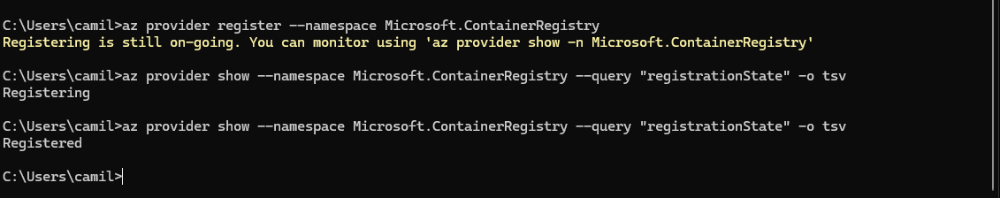 C:\Users\camil>az provider register --namespace Microsoft.ContainerRegistry
Registering is still on-going. You can monitor using 'az provider show -n Microsoft.ContainerRegistry'
C:\Users\camil>az provider show --namespace Microsoft.ContainerRegistry --query "registrationState" -o tsv
Registering
C:\Users\camil>az provider show --namespace Microsoft.ContainerRegistry --query "registrationState" -o tsv
Registered
C:\Users\camil>